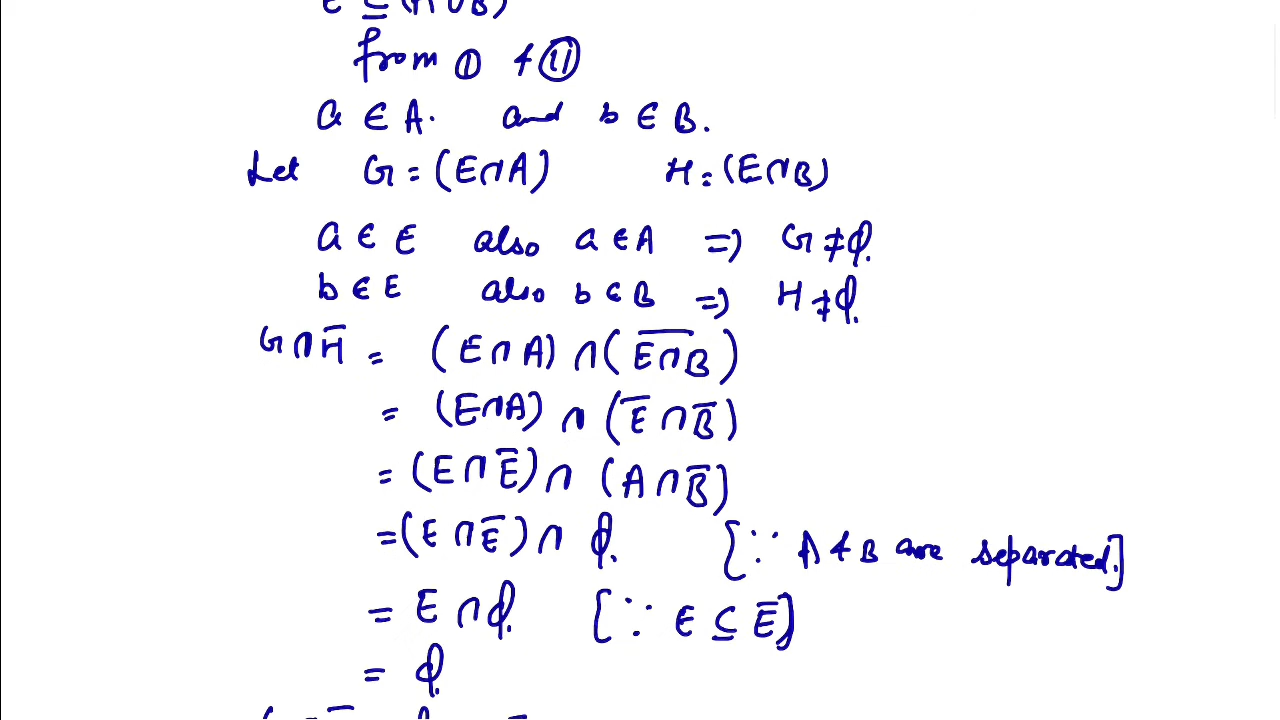 E ⊆ (A∪B)
from ① & ⑪
a ∈ A. and b ∈ B.
Let G = (E∩A) H = (E∩B)
a ∈ E also a ∈ A ⇒ G ≠ φ.
b ∈ E also b ∈ B ⇒ H ≠ φ.
G∩H̅ = (E∩A) ∩ (E̅∩̅B̅)
= (E∩A) ∩ (E̅∩B̅)
= (E∩E̅) ∩ (A∩B̅)
= (E∩E̅) ∩ φ. [∵ A & B are separated.]
= E∩φ. [∵ E ⊆ E̅]
= φ.